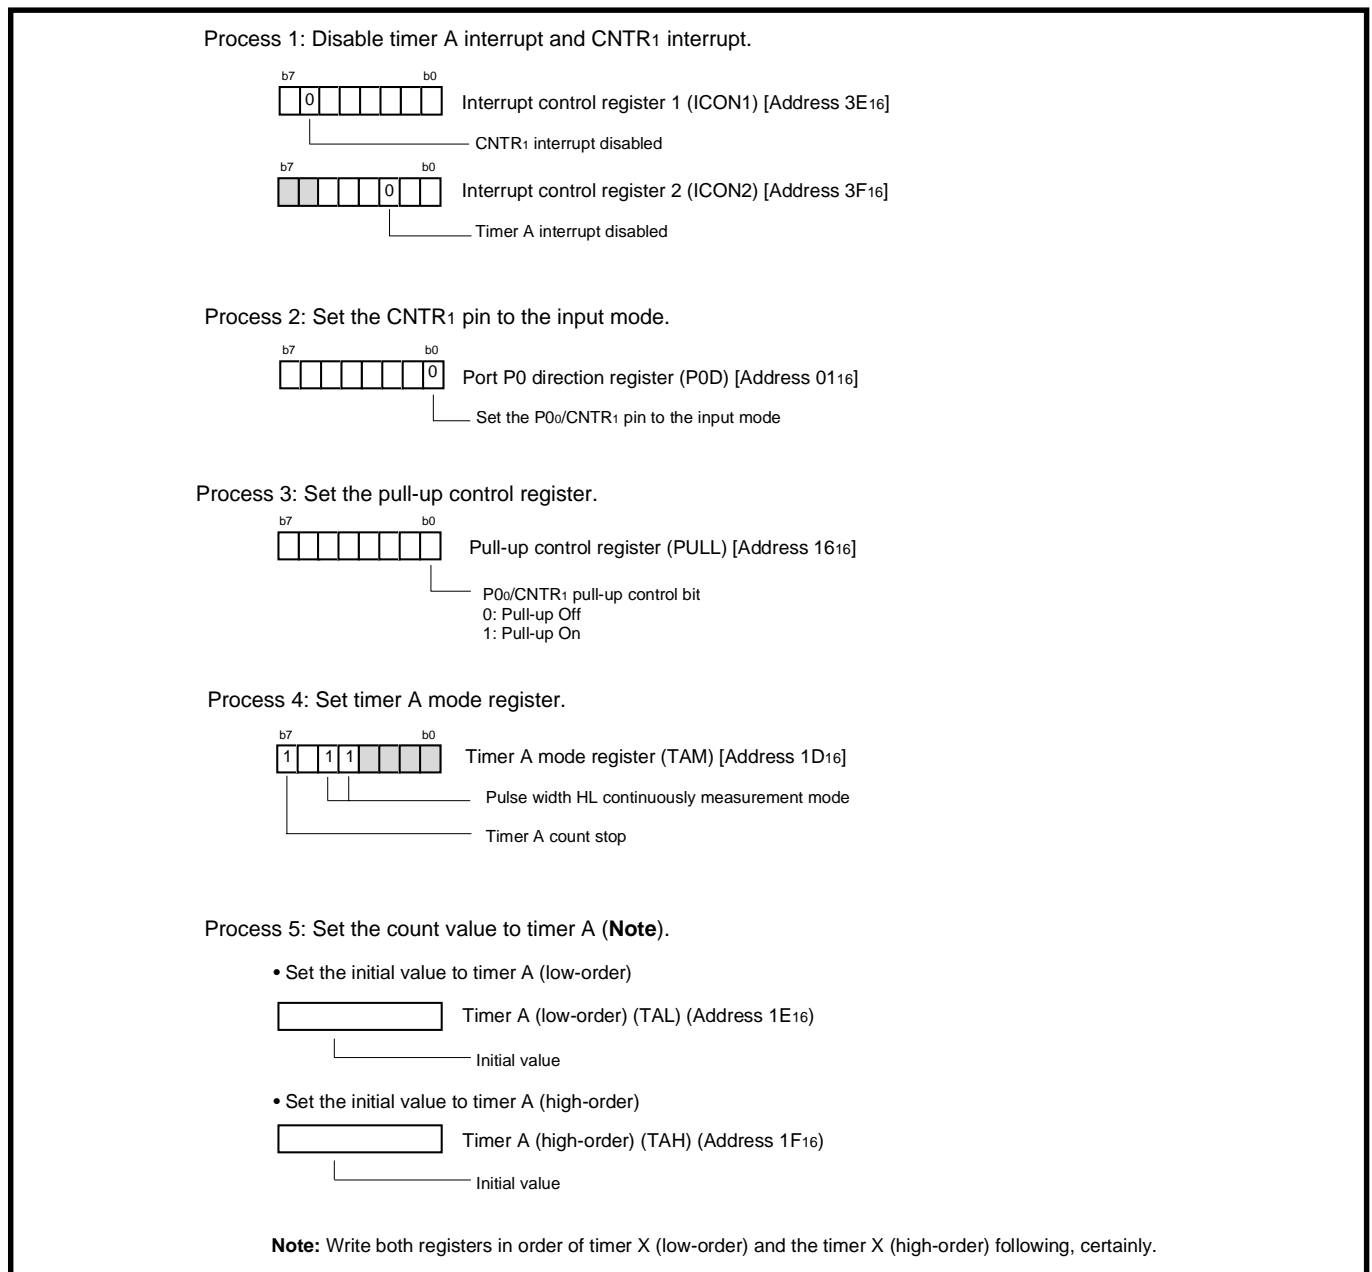 Process 1: Disable timer A interrupt and CNTR1 interrupt.
b7 b0
0 Interrupt control register 1 (ICON1) [Address 3E16]
CNTR1 interrupt disabled
b7 b0
0 Interrupt control register 2 (ICON2) [Address 3F16]
Timer A interrupt disabled
Process 2: Set the CNTR1 pin to the input mode.
b7 b0
0 Port P0 direction register (P0D) [Address 0116]
Set the P00/CNTR1 pin to the input mode
Process 3: Set the pull-up control register.
b7 b0
Pull-up control register (PULL) [Address 1616]
P00/CNTR1 pull-up control bit
0: Pull-up Off
1: Pull-up On
Process 4: Set timer A mode register.
b7 b0
1 1 1 Timer A mode register (TAM) [Address 1D16]
Pulse width HL continuously measurement mode
Timer A count stop
Process 5: Set the count value to timer A (Note).
• Set the initial value to timer A (low-order)
Timer A (low-order) (TAL) (Address 1E16)
Initial value
• Set the initial value to timer A (high-order)
Timer A (high-order) (TAH) (Address 1F16)
Initial value
Note: Write both registers in order of timer X (low-order) and the timer X (high-order) following, certainly.